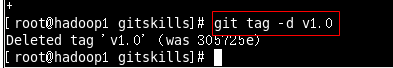 +
[root@hadoop1 gitskills]# git tag -d v1.0
Deleted tag 'v1.0' (was 305725e)
[root@hadoop1 gitskills]#